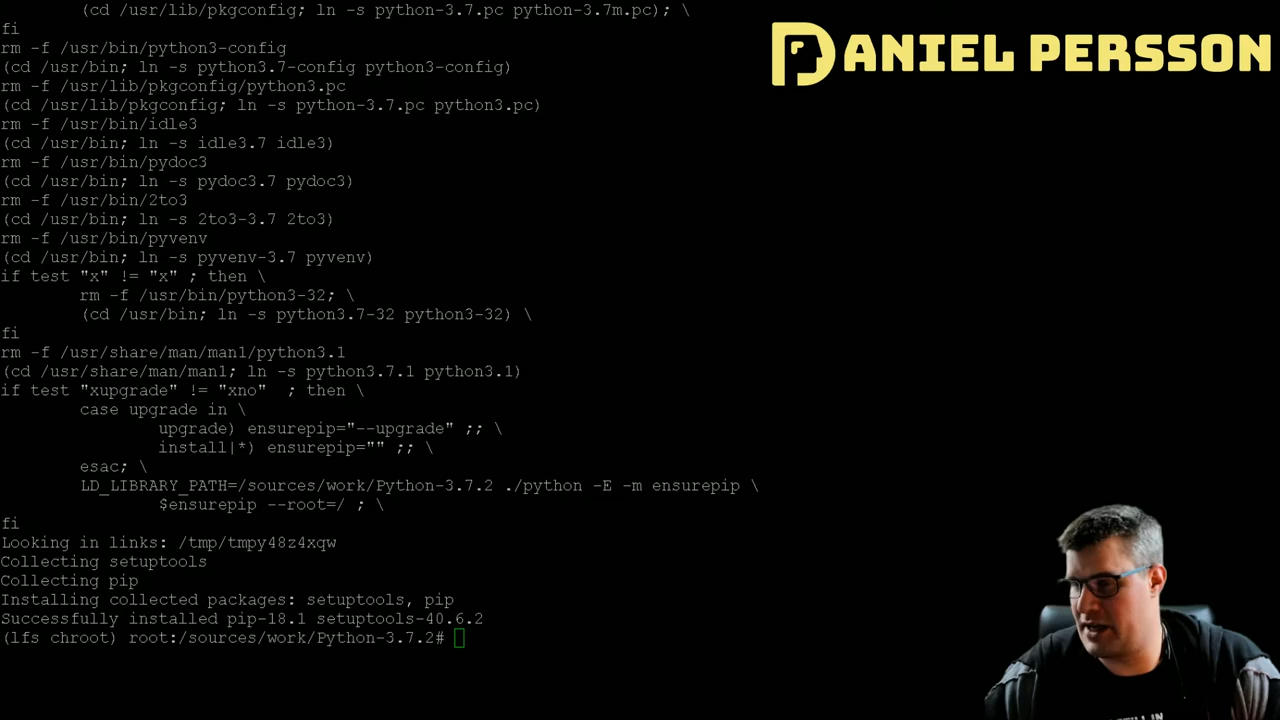 (cd /usr/lib/pkgconfig; ln -s python-3.7.pc python-3.7m.pc); \
fi
rm -f /usr/bin/python3-config
(cd /usr/bin; ln -s python3.7-config python3-config)
rm -f /usr/lib/pkgconfig/python3.pc
(cd /usr/lib/pkgconfig; ln -s python-3.7.pc python3.pc)
rm -f /usr/bin/idle3
(cd /usr/bin; ln -s idle3.7 idle3)
rm -f /usr/bin/pydoc3
(cd /usr/bin; ln -s pydoc3.7 pydoc3)
rm -f /usr/bin/2to3
(cd /usr/bin; ln -s 2to3-3.7 2to3)
rm -f /usr/bin/pyvenv
(cd /usr/bin; ln -s pyvenv-3.7 pyvenv)
if test "x" != "x" ; then \
rm -f /usr/bin/python3-32; \
(cd /usr/bin; ln -s python3.7-32 python3-32) \
fi
rm -f /usr/share/man/man1/python3.1
(cd /usr/share/man/man1; ln -s python3.7.1 python3.1)
if test "xupgrade" != "xno"  ; then \
case upgrade in \
upgrade) ensurepip="--upgrade" ;; \
install|*) ensurepip="" ;; \
esac; \
LD_LIBRARY_PATH=/sources/work/Python-3.7.2 ./python -E -m ensurepip \
$ensurepip --root=/ ; \
fi
Looking in links: /tmp/tmpy48z4xqw
Collecting setuptools
Collecting pip
Installing collected packages: setuptools, pip
Successfully installed pip-18.1 setuptools-40.6.2
(lfs chroot) root:/sources/work/Python-3.7.2#
DANIEL PERSSON